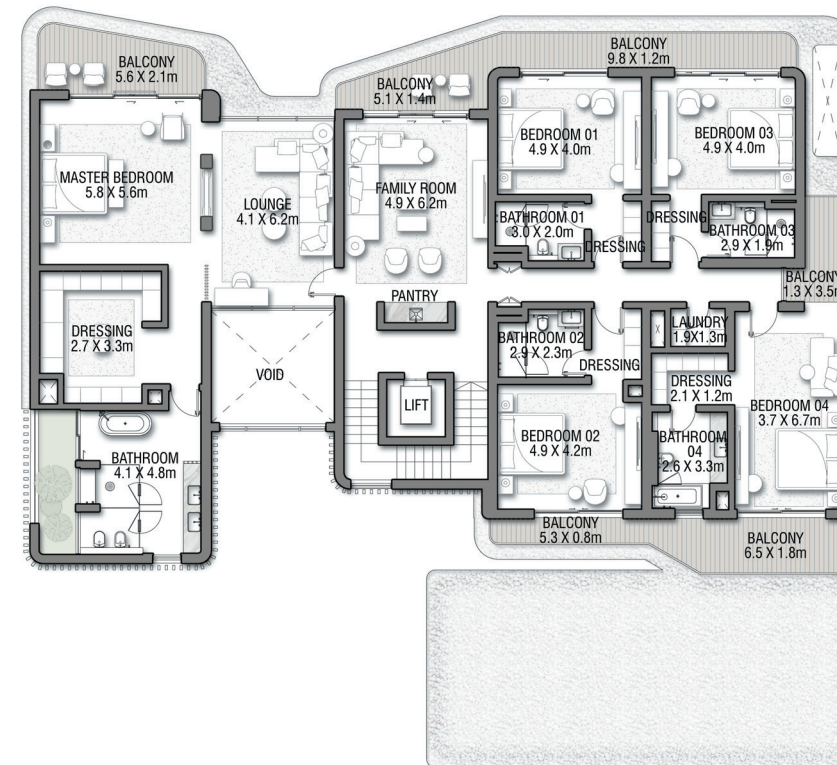 BALCONY
5.6 X 2.1m
BALCONY
5.1 X 1.4m
BALCONY
9.8 X 1.2m
MASTER BEDROOM
5.8 X 5.6m
LOUNGE
4.1 X 6.2m
FAMILY ROOM
4.9 X 6.2m
BEDROOM 01
4.9 X 4.0m
BEDROOM 03
4.9 X 4.0m
BATHROOM 01
3.0 X 2.0m
DRESSING
DRESSING
BATHROOM 03
2.9 X 1.9m
BALCONY
1.3 X 3.5m
PANTRY
DRESSING
2.7 X 3.3m
VOID
LIFT
BATHROOM 02
2.9 X 2.3m
DRESSING
LAUNDRY
1.9X1.3m
DRESSING
2.1 X 1.2m
BEDROOM 04
3.7 X 6.7m
BATHROOM
4.1 X 4.8m
BEDROOM 02
4.9 X 4.2m
BATHROOM
04
2.6 X 3.3m
BALCONY
5.3 X 0.8m
BALCONY
6.5 X 1.8m